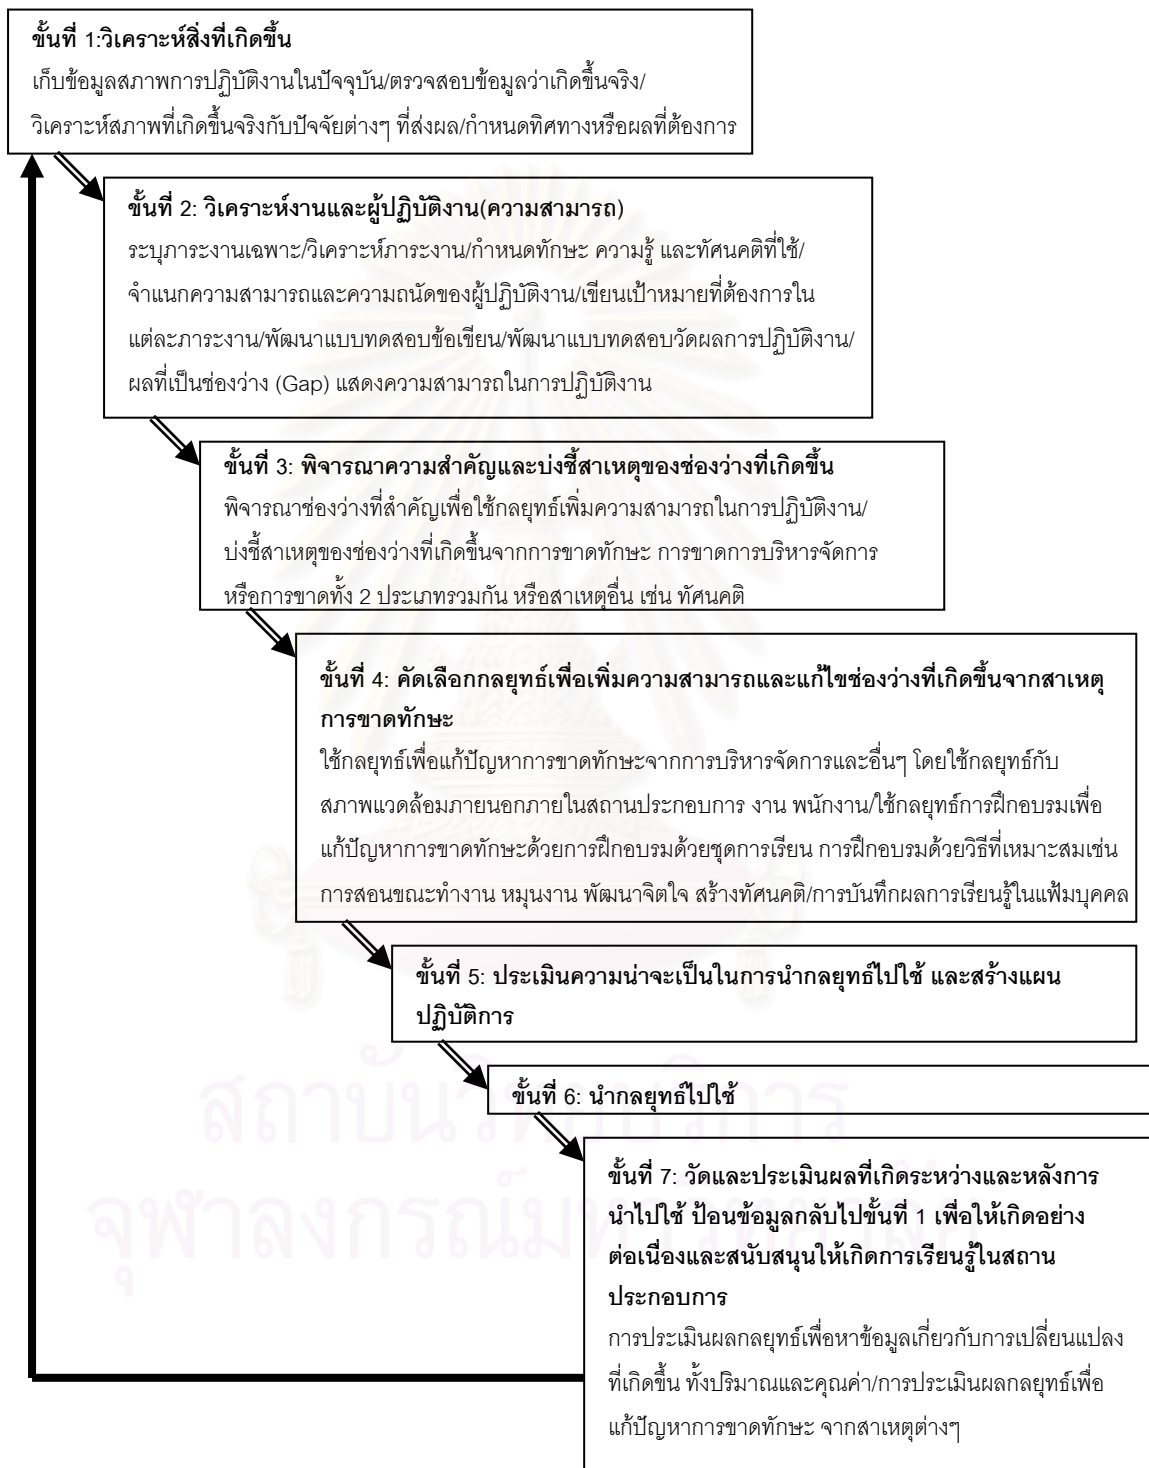 ขั้นที่ 1:วิเคราะห์สิ่งที่เกิดขึ้น
เก็บข้อมูลสภาพการปฏิบัติงานในปัจจุบัน/ตรวจสอบข้อมูลว่าเกิดขึ้นจริง/
วิเคราะห์สภาพที่เกิดขึ้นจริงกับปัจจัยต่างๆ ที่ส่งผล/กำหนดทิศทางหรือผลที่ต้องการ
ขั้นที่ 2: วิเคราะห์งานและผู้ปฏิบัติงาน(ความสามารถ)
ระบุภาระงานเฉพาะ/วิเคราะห์ภาระงาน/กำหนดทักษะ ความรู้ และทัศนคติที่ใช้/
จำแนกความสามารถและความถนัดของผู้ปฏิบัติงาน/เขียนเป้าหมายที่ต้องการใน
แต่ละภาระงาน/พัฒนาแบบทดสอบข้อเขียน/พัฒนาแบบทดสอบวัดผลการปฏิบัติงาน/
ผลที่เป็นช่องว่าง (Gap) แสดงความสามารถในการปฏิบัติงาน
ขั้นที่ 3: พิจารณาความสำคัญและบ่งชี้สาเหตุของช่องว่างที่เกิดขึ้น
พิจารณาช่องว่างที่สำคัญเพื่อใช้กลยุทธ์เพิ่มความสามารถในการปฏิบัติงาน/
บ่งชี้สาเหตุของช่องว่างที่เกิดขึ้นจากการขาดทักษะ การขาดการบริหารจัดการ
หรือการขาดทั้ง 2 ประเภทรวมกัน หรือสาเหตุอื่น เช่น ทัศนคติ
ขั้นที่ 4: คัดเลือกกลยุทธ์เพื่อเพิ่มความสามารถและแก้ไขช่องว่างที่เกิดขึ้นจากสาเหตุ
การขาดทักษะ
ใช้กลยุทธ์เพื่อแก้ปัญหาการขาดทักษะจากการบริหารจัดการและอื่นๆ โดยใช้กลยุทธ์กับ
สภาพแวดล้อมภายนอกภายในสถานประกอบการ งาน พนักงาน/ใช้กลยุทธ์การฝึกอบรมเพื่อ
แก้ปัญหาการขาดทักษะด้วยการฝึกอบรมด้วยชุดการเรียน การฝึกอบรมด้วยวิธีที่เหมาะสมเช่น
การสอนขณะทำงาน หมุนงาน พัฒนาจิตใจ สร้างทัศนคติ/การบันทึกผลการเรียนรู้ในแฟ้มบุคคล
ขั้นที่ 5: ประเมินความน่าจะเป็นในการนำกลยุทธ์ไปใช้ และสร้างแผน
ปฏิบัติการ
ขั้นที่ 6: นำกลยุทธ์ไปใช้
ขั้นที่ 7: วัดและประเมินผลที่เกิดระหว่างและหลังการ
นำไปใช้ ป้อนข้อมูลกลับไปขั้นที่ 1 เพื่อให้เกิดอย่าง
ต่อเนื่องและสนับสนุนให้เกิดการเรียนรู้ในสถาน
ประกอบการ
การประเมินผลกลยุทธ์เพื่อหาข้อมูลเกี่ยวกับการเปลี่ยนแปลง
ที่เกิดขึ้น ทั้งปริมาณและคุณค่า/การประเมินผลกลยุทธ์เพื่อ
แก้ปัญหาการขาดทักษะ จากสาเหตุต่างๆ
สถาบันวิทยบริการ
จุฬาลงกรณ์มหาวิทยาลัย